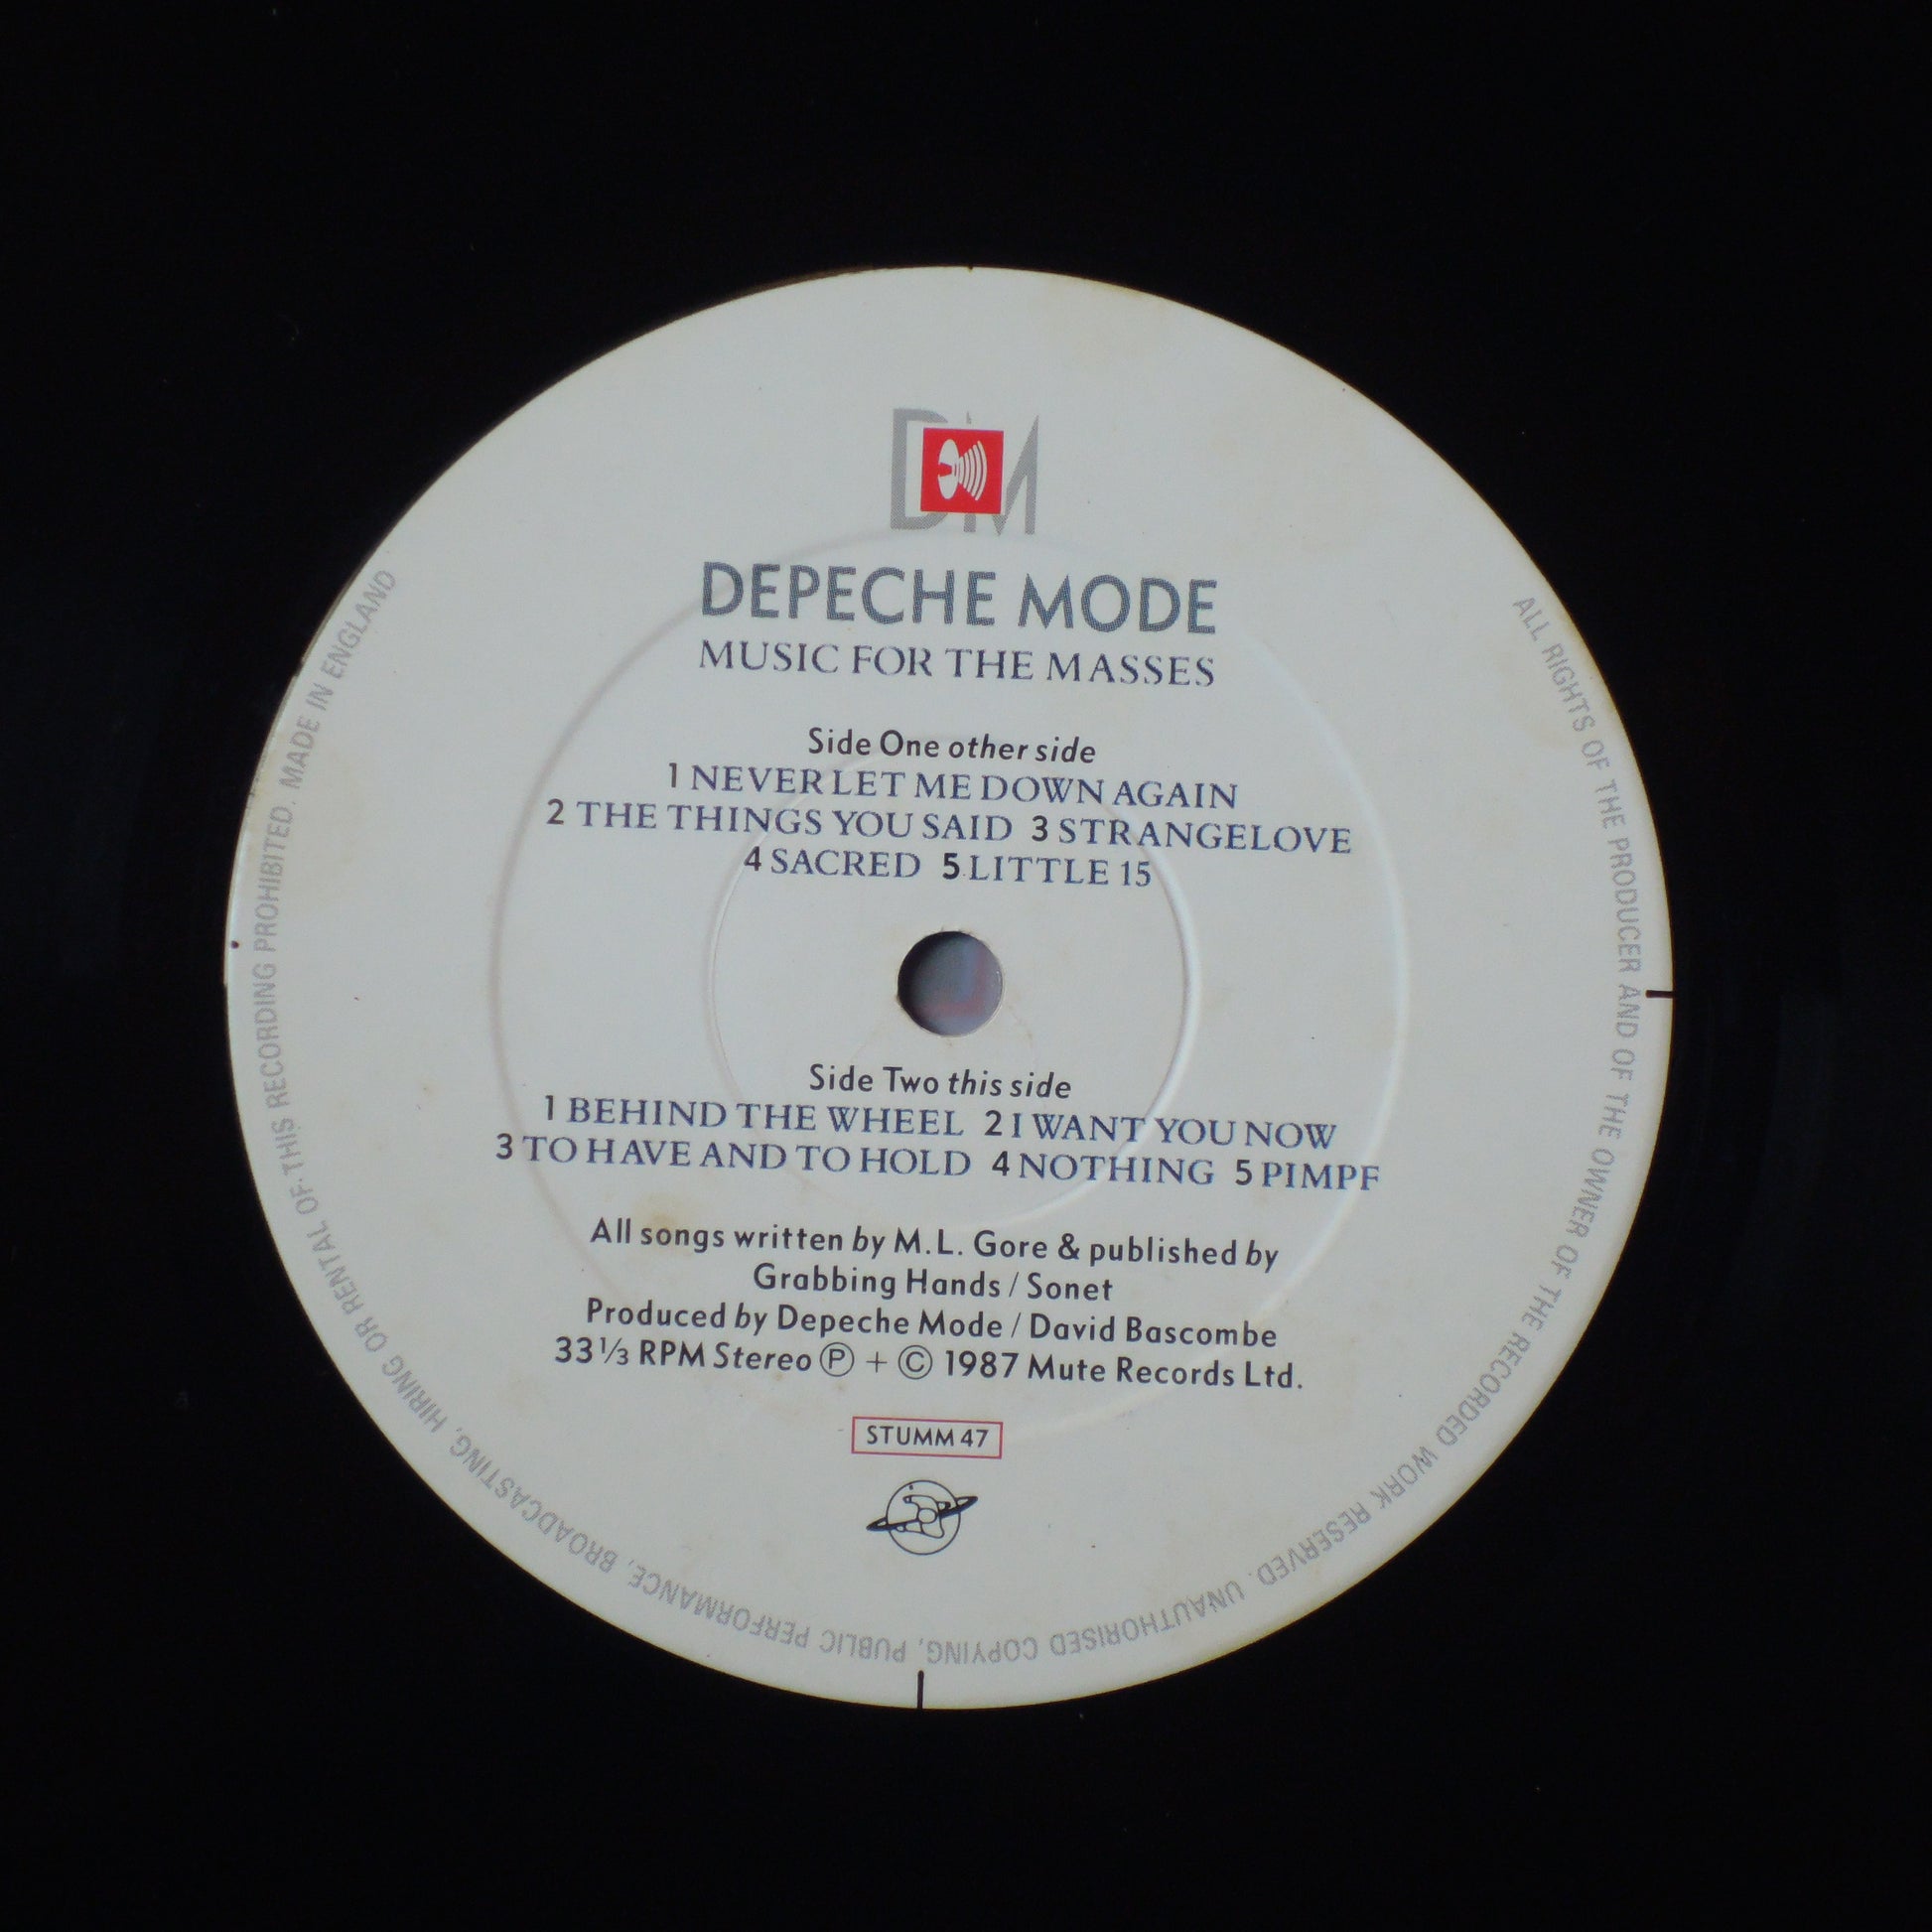 DM
DEPECHE MODE
MUSIC FOR THE MASSES
Side One other side
1 NEVER LET ME DOWN AGAIN
2 THE THINGS YOU SAID 3 STRANGELOVE
4 SACRED 5 LITTLE 15
Side Two this side
1 BEHIND THE WHEEL 2 I WANT YOU NOW
3 TO HAVE AND TO HOLD 4 NOTHING 5 PIMPF
All songs written by M.L. Gore & published by
Grabbing Hands / Sonet
Produced by Depeche Mode / David Bascombe
33⅓ RPM Stereo Ⓟ + © 1987 Mute Records Ltd.
STUMM 47
ALL RIGHTS OF THE PRODUCER AND OF THE OWNER OF THE RECORDED WORK RESERVED. UNAUTHORISED COPYING, PUBLIC PERFORMANCE, BROADCASTING, HIRING OR RENTAL OF THIS RECORDING PROHIBITED. MADE IN ENGLAND